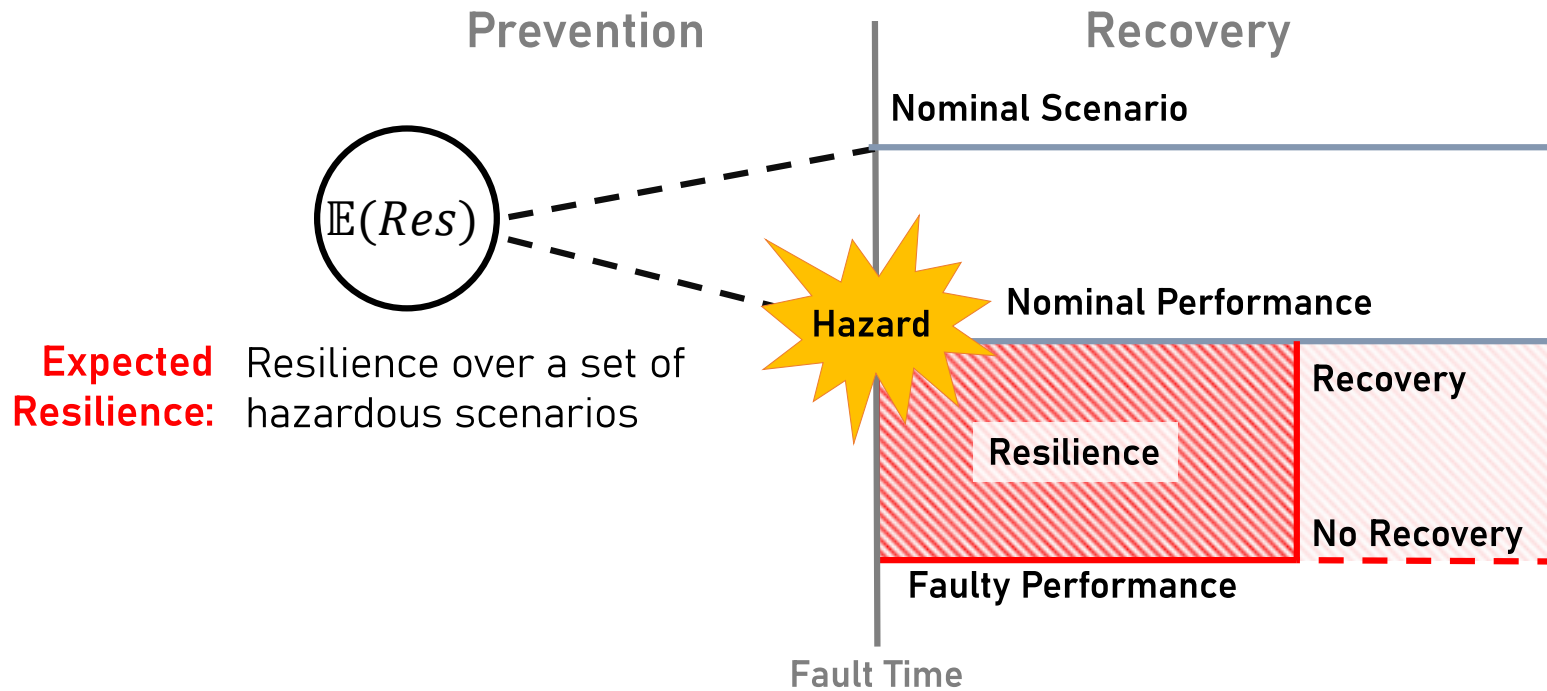 Prevention
Recovery
Nominal Scenario
𝔼(Res)
Hazard
Nominal Performance
Expected Resilience over a set of
Resilience: hazardous scenarios
Recovery
Resilience
No Recovery
Faulty Performance
Fault Time